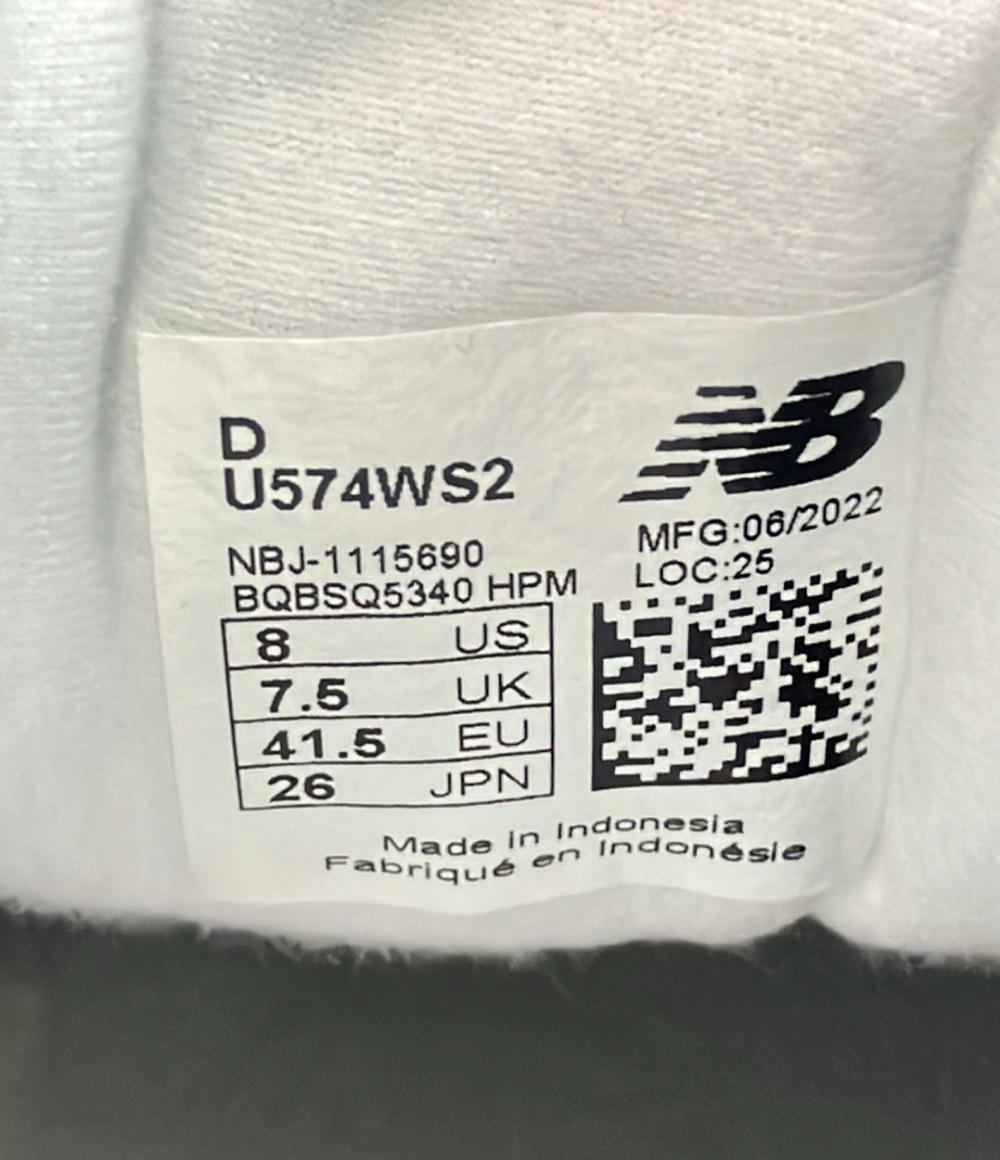 NB
D
U574WS2
MFG:06/2022
LOC:25
NBJ-1115690
BQBSQ5340 HPM
8 US
7.5 UK
41.5 EU
26 JPN
Made in Indonesia
Fabriqué en Indonésie